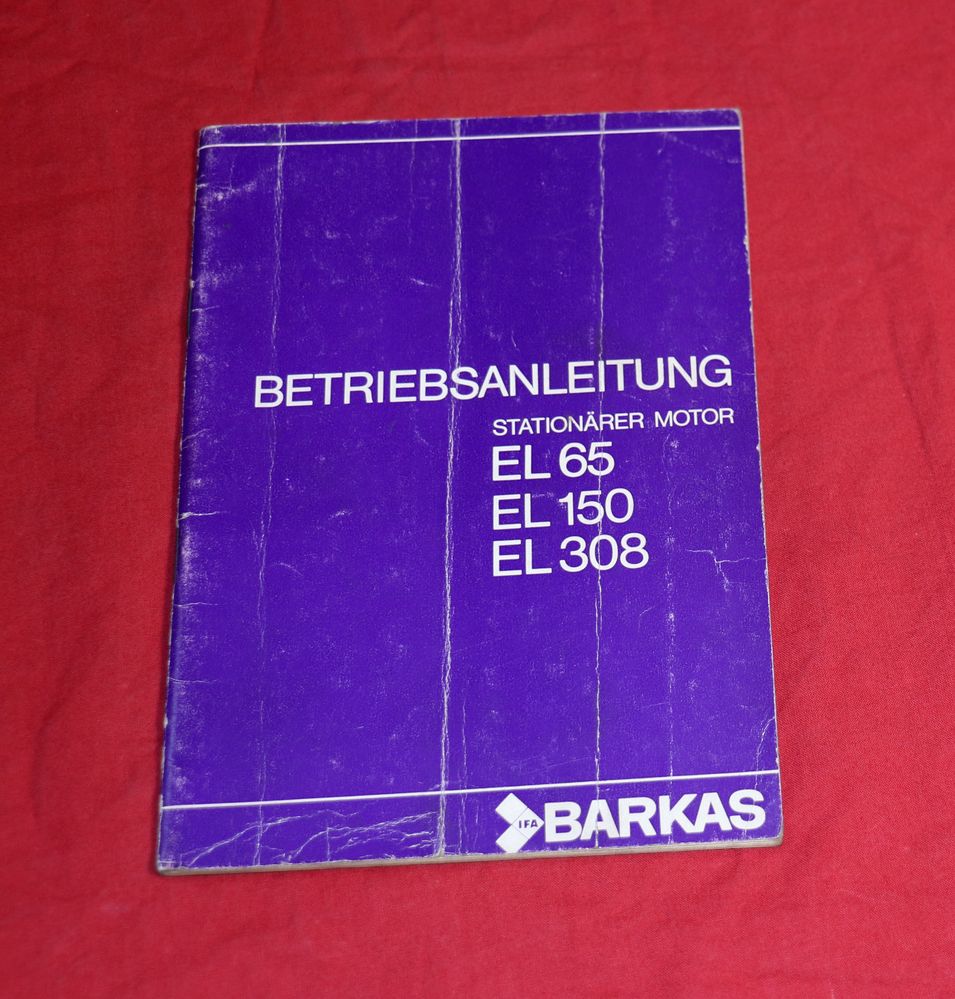 BETRIEBSANLEITUNG
STATIONÄRER MOTOR
EL 65
EL 150
EL 308
IFA BARKAS